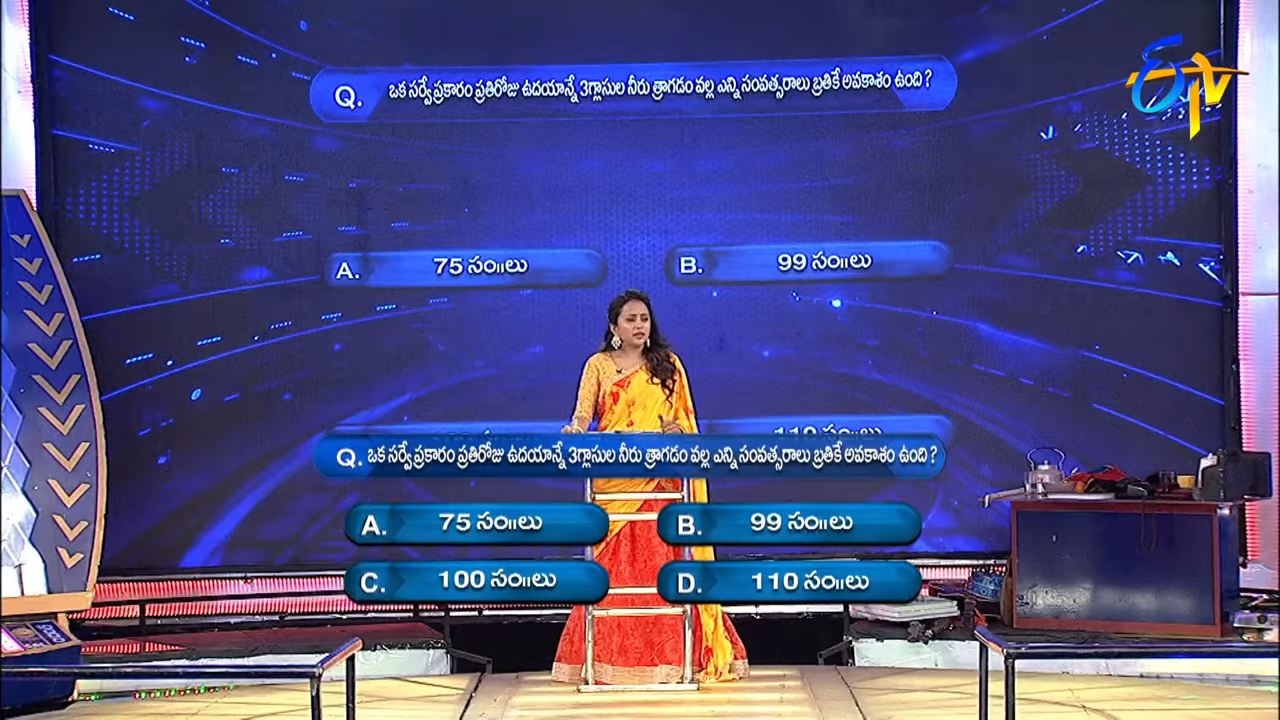 ఈTV
Q. ఒక సర్వే ప్రకారం ప్రతిరోజు ఉదయాన్నే 3గ్లాసుల నీరు త్రాగడం వల్ల ఎన్ని సంవత్సరాలు బ్రతికే అవకాశం ఉంది ?
A. 75 సం॥లు
B. 99 సం॥లు
Q. ఒక సర్వే ప్రకారం ప్రతిరోజు ఉదయాన్నే 3గ్లాసుల నీరు త్రాగడం వల్ల ఎన్ని సంవత్సరాలు బ్రతికే అవకాశం ఉంది ?
A. 75 సం॥లు
B. 99 సం॥లు
C. 100 సం॥లు
D. 110 సం॥లు